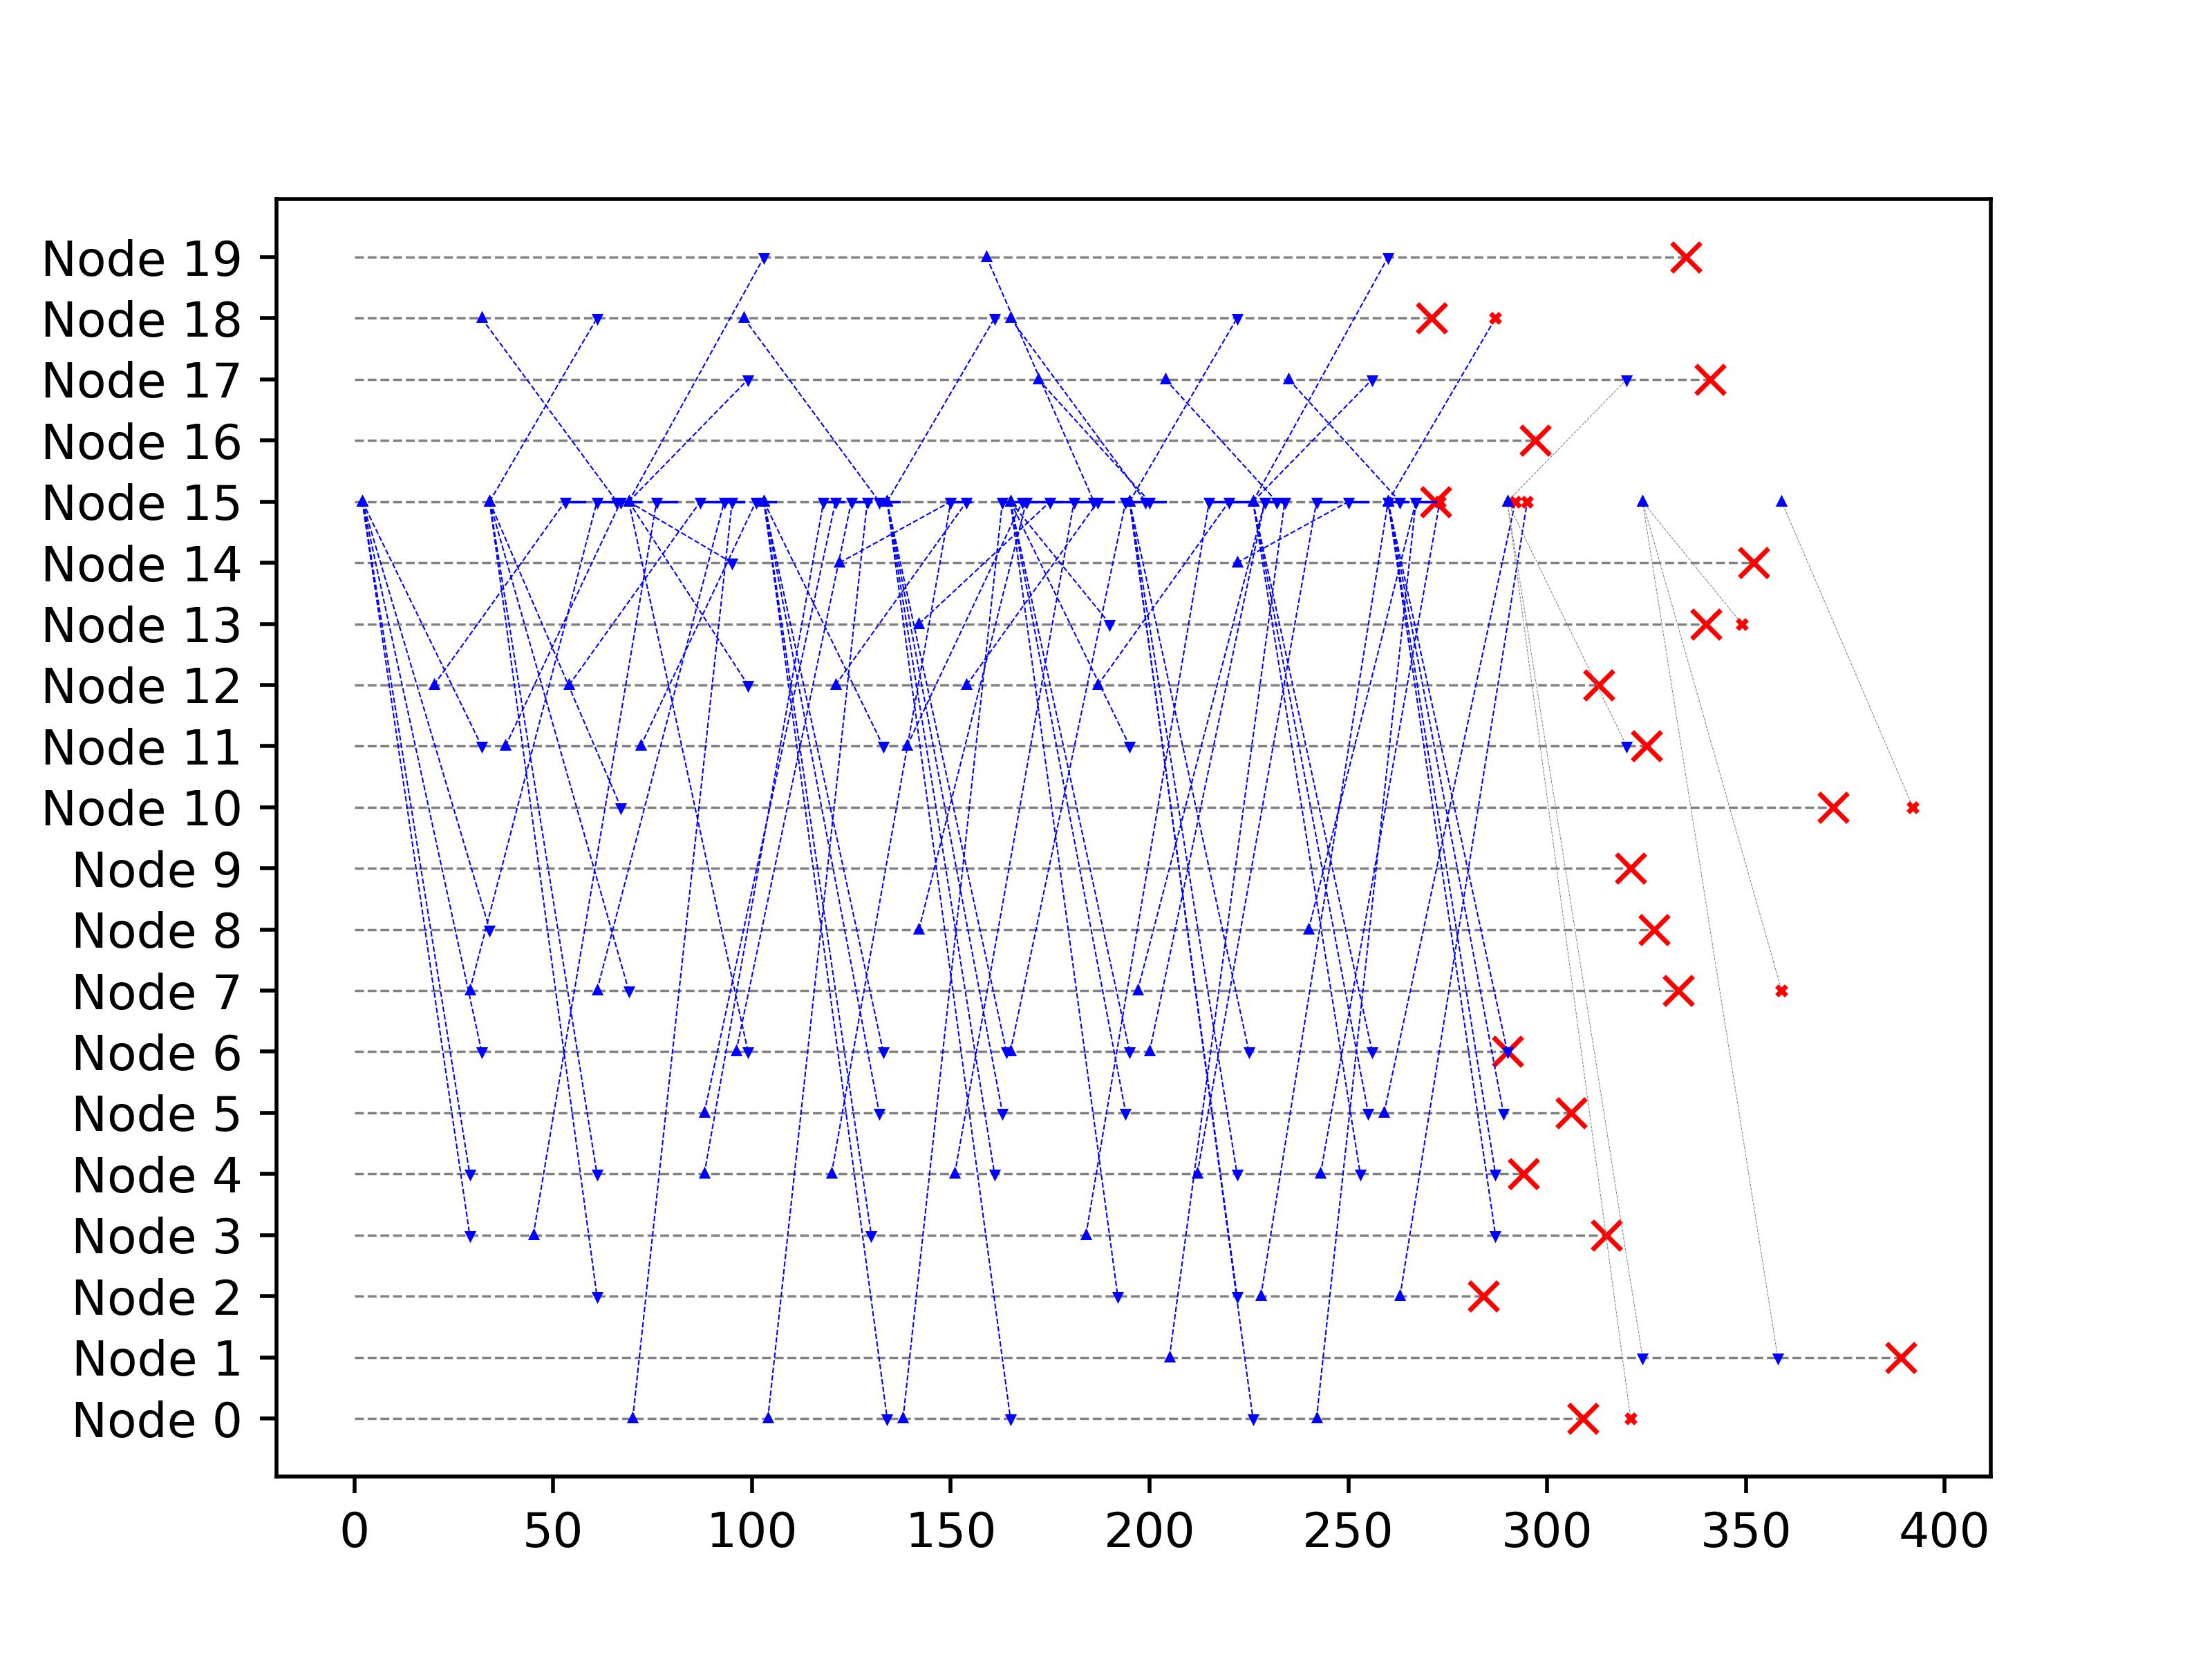 Node 19
Node 18
Node 17
Node 16
Node 15
Node 14
Node 13
Node 12
Node 11
Node 10
Node 9
Node 8
Node 7
Node 6
Node 5
Node 4
Node 3
Node 2
Node 1
Node 0
0 50 100 150 200 250 300 350 400